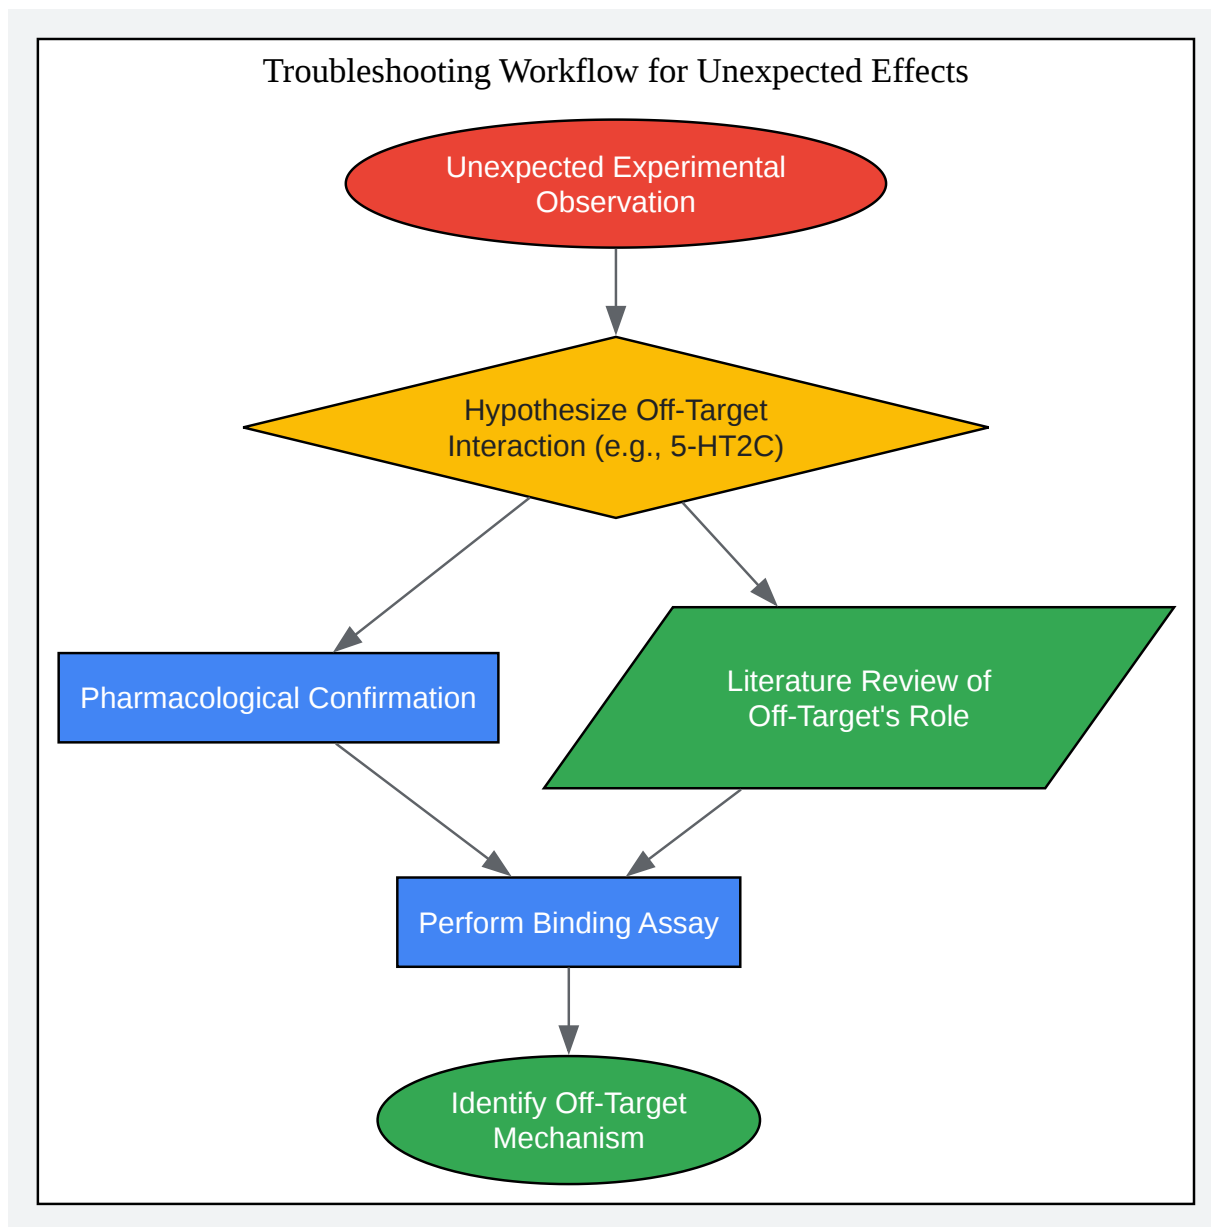 Troubleshooting Workflow for Unexpected Effects
Unexpected Experimental
Observation
Hypothesize Off-Target
Interaction (e.g., 5-HT2C)
Pharmacological Confirmation
Literature Review of
Off-Target's Role
Perform Binding Assay
Identify Off-Target
Mechanism